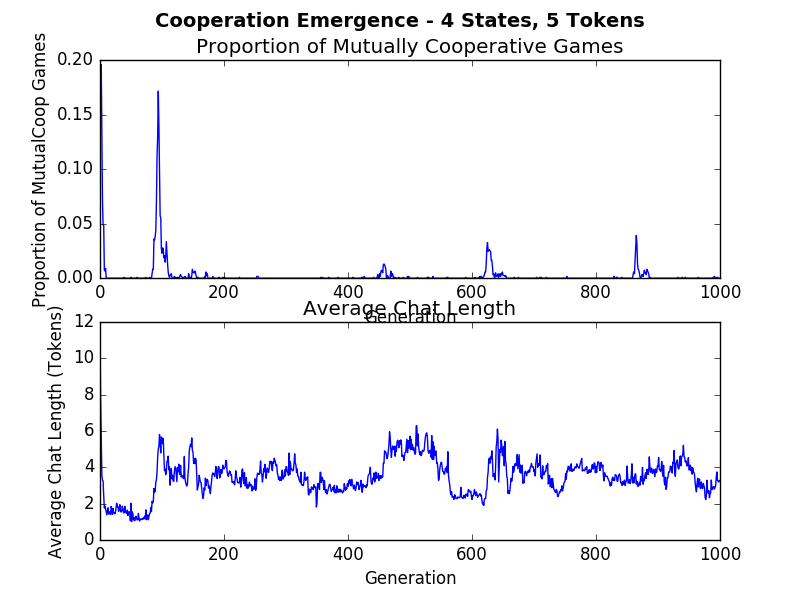 Cooperation Emergence - 4 States, 5 Tokens
Proportion of Mutually Cooperative Games
Proportion of MutualCoop Games
0.20
0.15
0.10
0.05
0.00
0 200 400 600 800 1000
Generation
Average Chat Length
Average Chat Length (Tokens)
12
10
8
6
4
2
0
0 200 400 600 800 1000
Generation